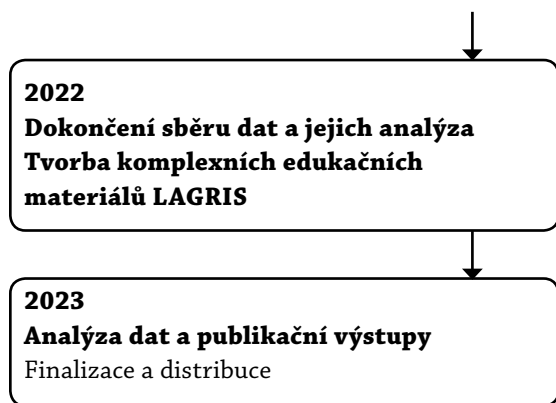 2022
Dokončení sběru dat a jejich analýza
Tvorba komplexních edukačních
materiálů LAGRIS
2023
Analýza dat a publikační výstupy
Finalizace a distribuce